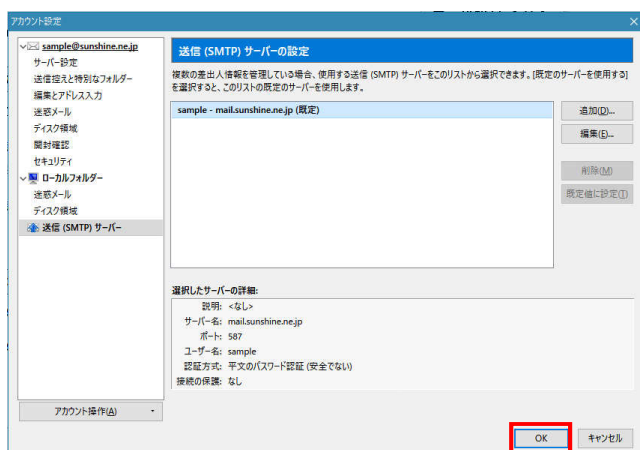 アカウント設定
sample@sunshine.ne.jp
サーバー設定
送信控えと特別なフォルダー
編集とアドレス入力
迷惑メール
ディスク領域
開封確認
セキュリティ
ローカルフォルダー
迷惑メール
ディスク領域
送信 (SMTP) サーバー
アカウント操作(A)
送信 (SMTP) サーバーの設定
複数の差出人情報を管理している場合、使用する送信 (SMTP) サーバーをこのリストから選択できます。[既定のサーバーを使用する]
を選択すると、このリストの既定のサーバーを使用します。
sample - mail.sunshine.ne.jp (既定)
追加(D)...
編集(E)...
削除(M)
既定値に設定(T)
選択したサーバーの詳細:
説明: <なし>
サーバー名: mail.sunshine.ne.jp
ポート: 587
ユーザー名: sample
認証方式: 平文のパスワード認証 (安全でない)
接続の保護: なし
OK
キャンセル